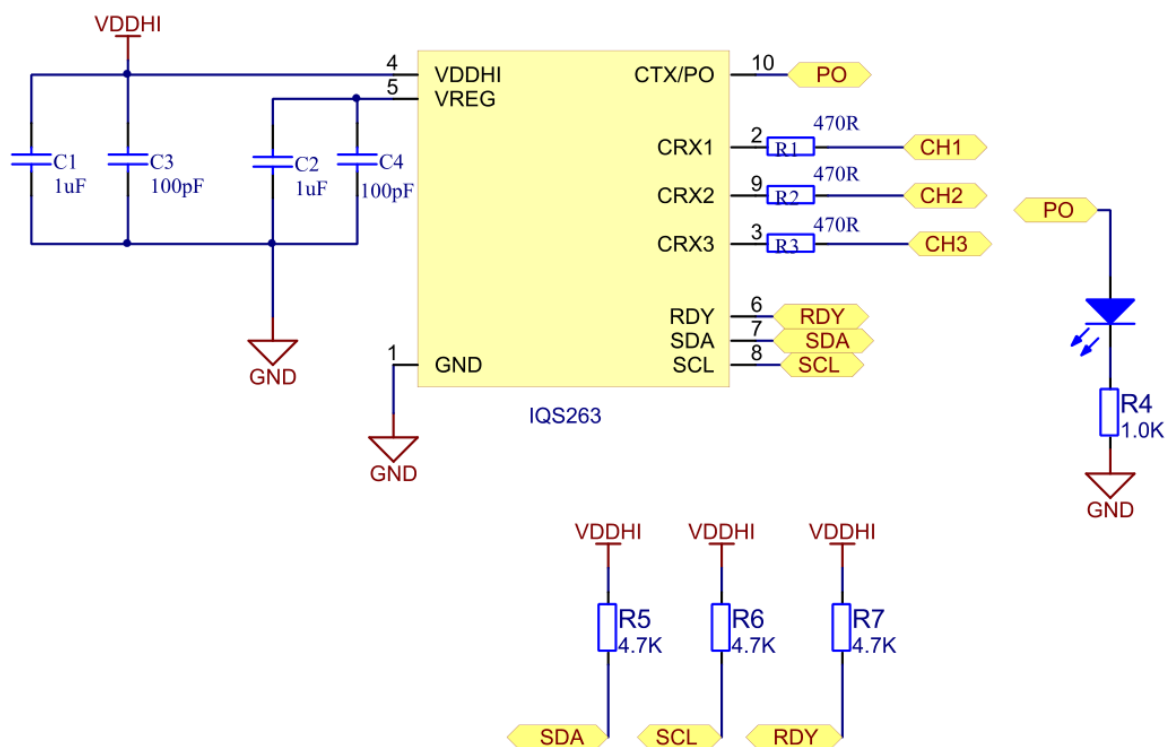 VDDHI
4 VDDHI
5 VREG
C1
1uF
C3
100pF
C2
1uF
C4
100pF
GND
1 GND
GND
CTX/PO 10 PO
CRX1 2 R1 470R CH1
CRX2 9 R2 470R CH2
CRX3 3 R3 470R CH3
RDY 6 RDY
SDA 7 SDA
SCL 8 SCL
IQS263
PO
R4
1.0K
GND
VDDHI VDDHI VDDHI
R5 R6 R7
4.7K 4.7K 4.7K
SDA SCL RDY